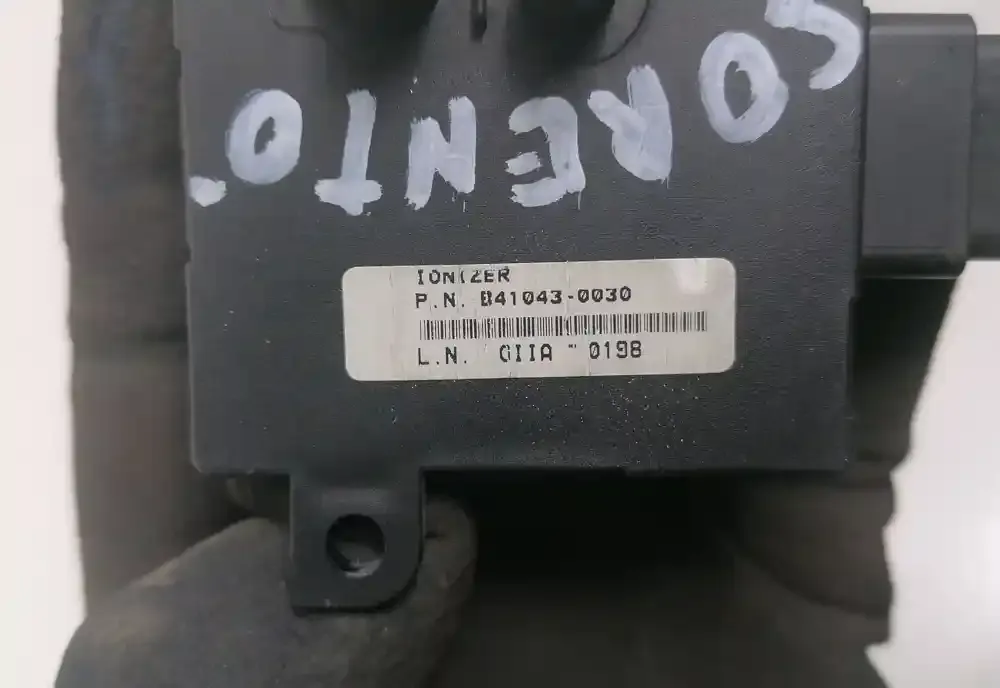 SORENTO
IONIZER
P.N. B41043-0030
L.N. GIIA - 0198